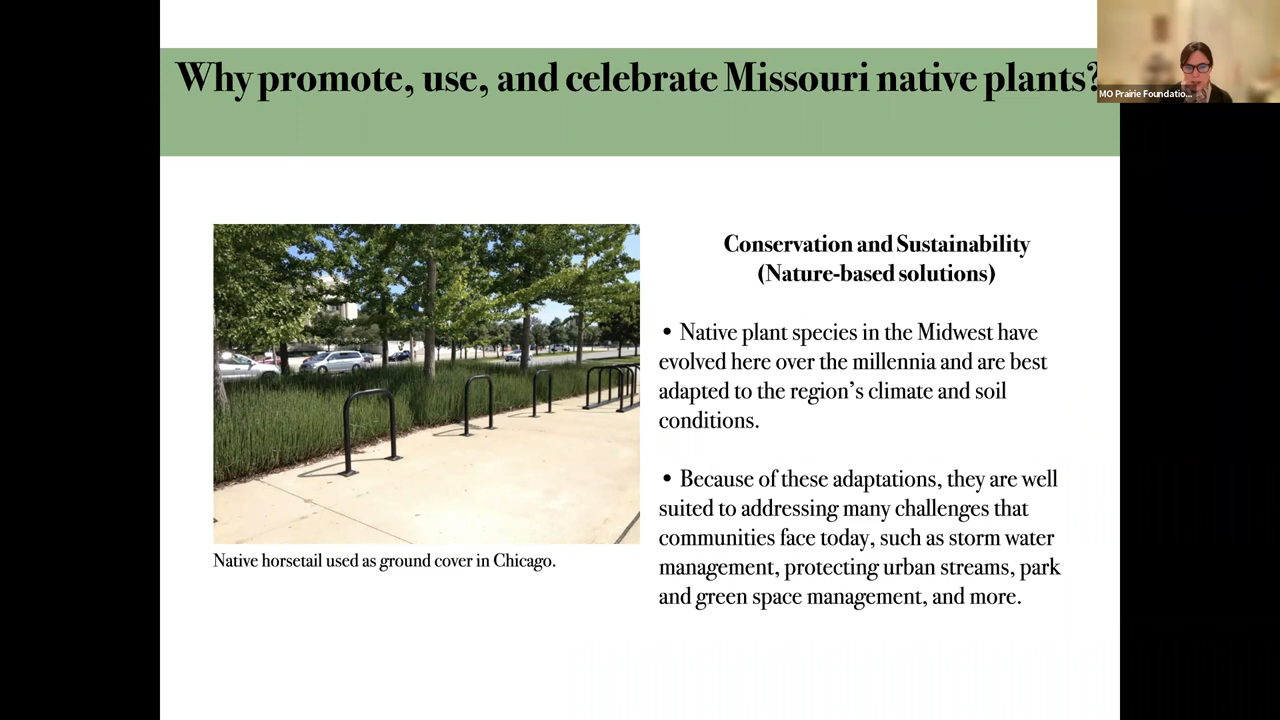 Why promote, use, and celebrate Missouri native plants?
MO Prairie Foundatio...
Conservation and Sustainability
(Nature-based solutions)
• Native plant species in the Midwest have
evolved here over the millennia and are best
adapted to the region’s climate and soil
conditions.
• Because of these adaptations, they are well
suited to addressing many challenges that
communities face today, such as storm water
management, protecting urban streams, park
and green space management, and more.
Native horsetail used as ground cover in Chicago.